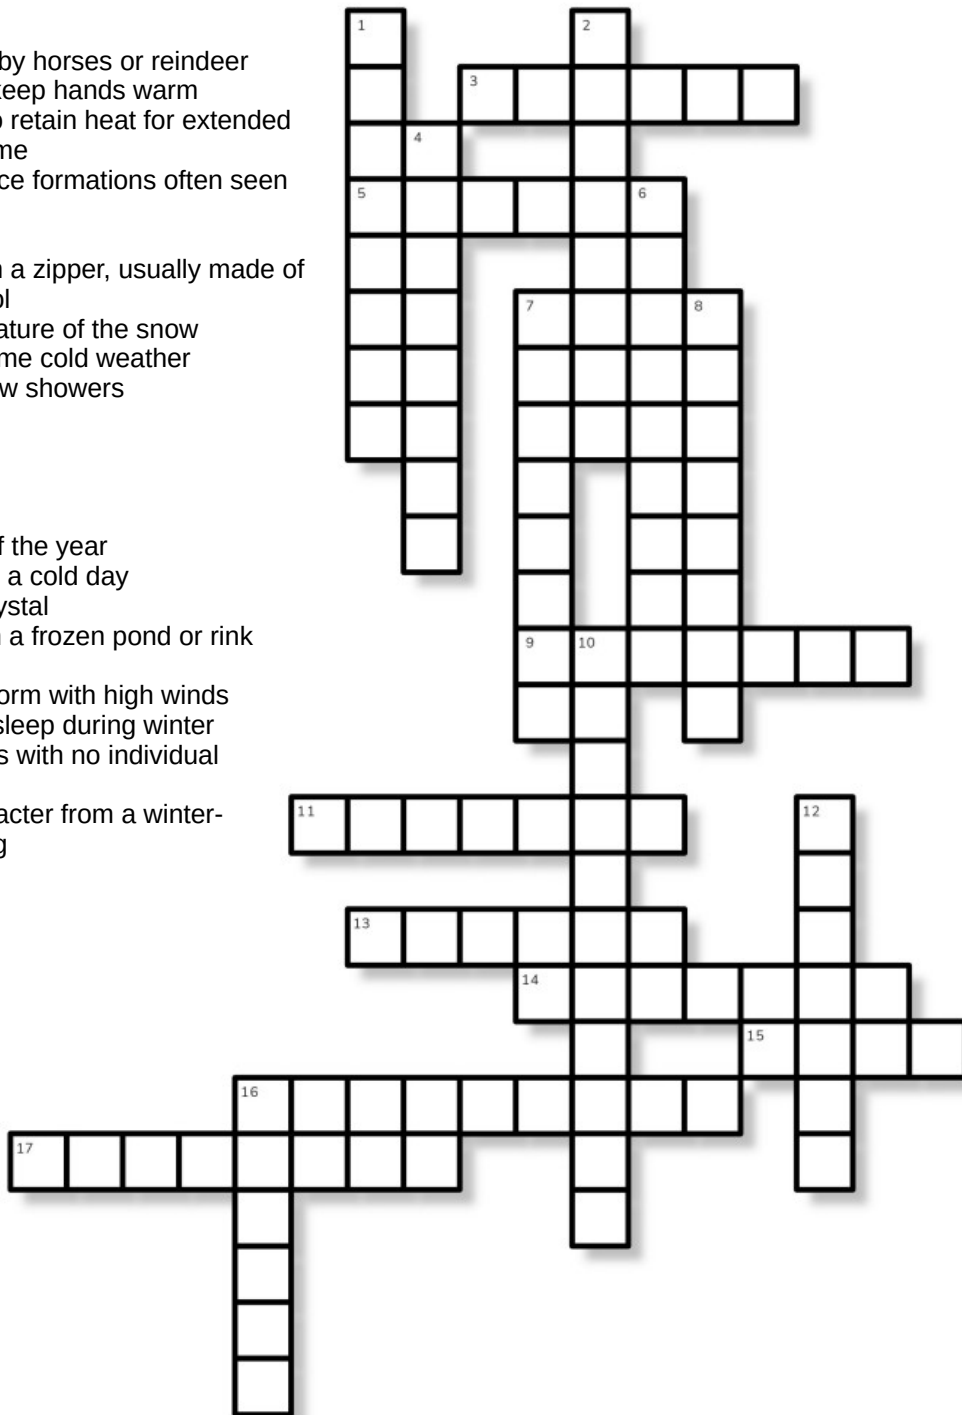 by horses or reindeer
keep hands warm
retain heat for extended
me
ce formations often seen
a zipper, usually made of
ol
ature of the snow
me cold weather
w showers
f the year
a cold day
ystal
a frozen pond or rink
orm with high winds
sleep during winter
s with no individual
acter from a winter-
g
1
2
3
4
5
6
7
8
9
10
11
12
13
14
15
16
17